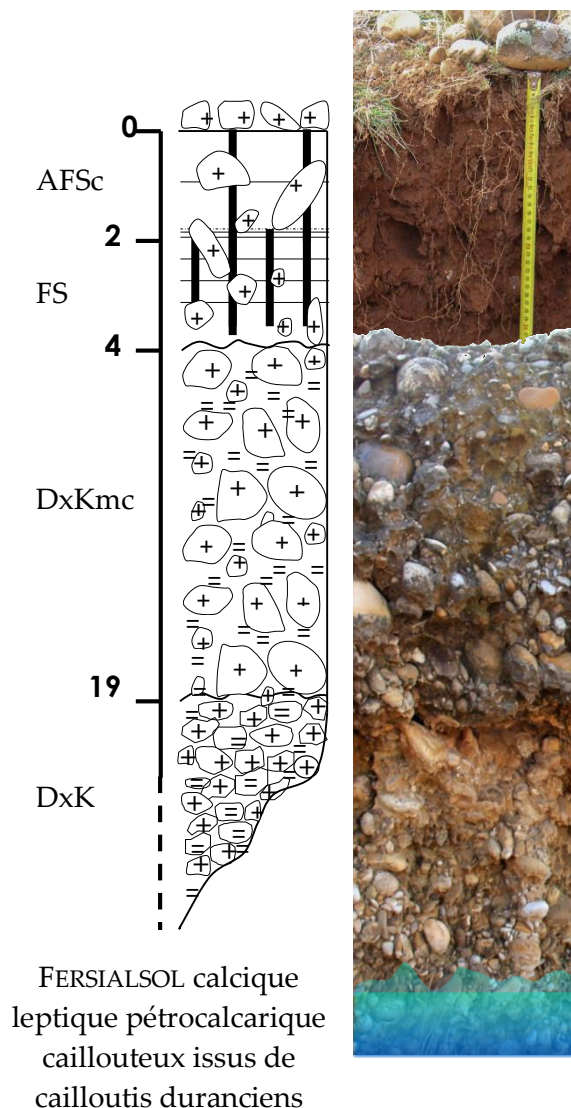 0
AFSc
2
FS
4
DxKmc
19
DxK
FERSIALSOL calcique
leptique pétrocalcarique
caillouteux issus de
cailloutis duranciens